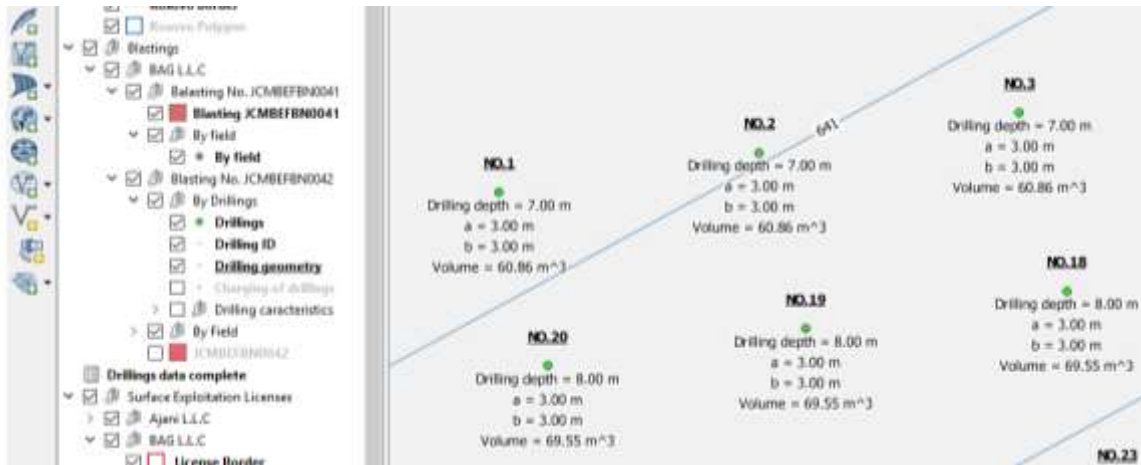 Kosovo Border
Kosovo Polygon
Blastings
BAG L.L.C
Balasting No. JCMBEFBN0041
Blasting JCMBEFBN0041
By field
By field
Blasting No. JCMBEFBN0042
By Drillings
Drillings
Drilling ID
Drilling geometry
Charging of drillings
Drilling caracteristics
By Field
JCMBEFBN0042
Drillings data complete
Surface Exploitation Licenses
Ajani L.L.C
BAG L.L.C
License Border
NO.1
Drilling depth = 7.00 m
a = 3.00 m
b = 3.00 m
Volume = 60.86 m^3
NO.2
Drilling depth = 7.00 m
a = 3.00 m
b = 3.00 m
Volume = 60.86 m^3
641
NO.3
Drilling depth = 7.00 m
a = 3.00 m
b = 3.00 m
Volume = 60.86 m^3
NO.20
Drilling depth = 8.00 m
a = 3.00 m
b = 3.00 m
Volume = 69.55 m^3
NO.19
Drilling depth = 8.00 m
a = 3.00 m
b = 3.00 m
Volume = 69.55 m^3
NO.18
Drilling depth = 8.00 m
a = 3.00 m
b = 3.00 m
Volume = 69.55 m^3
NO.23